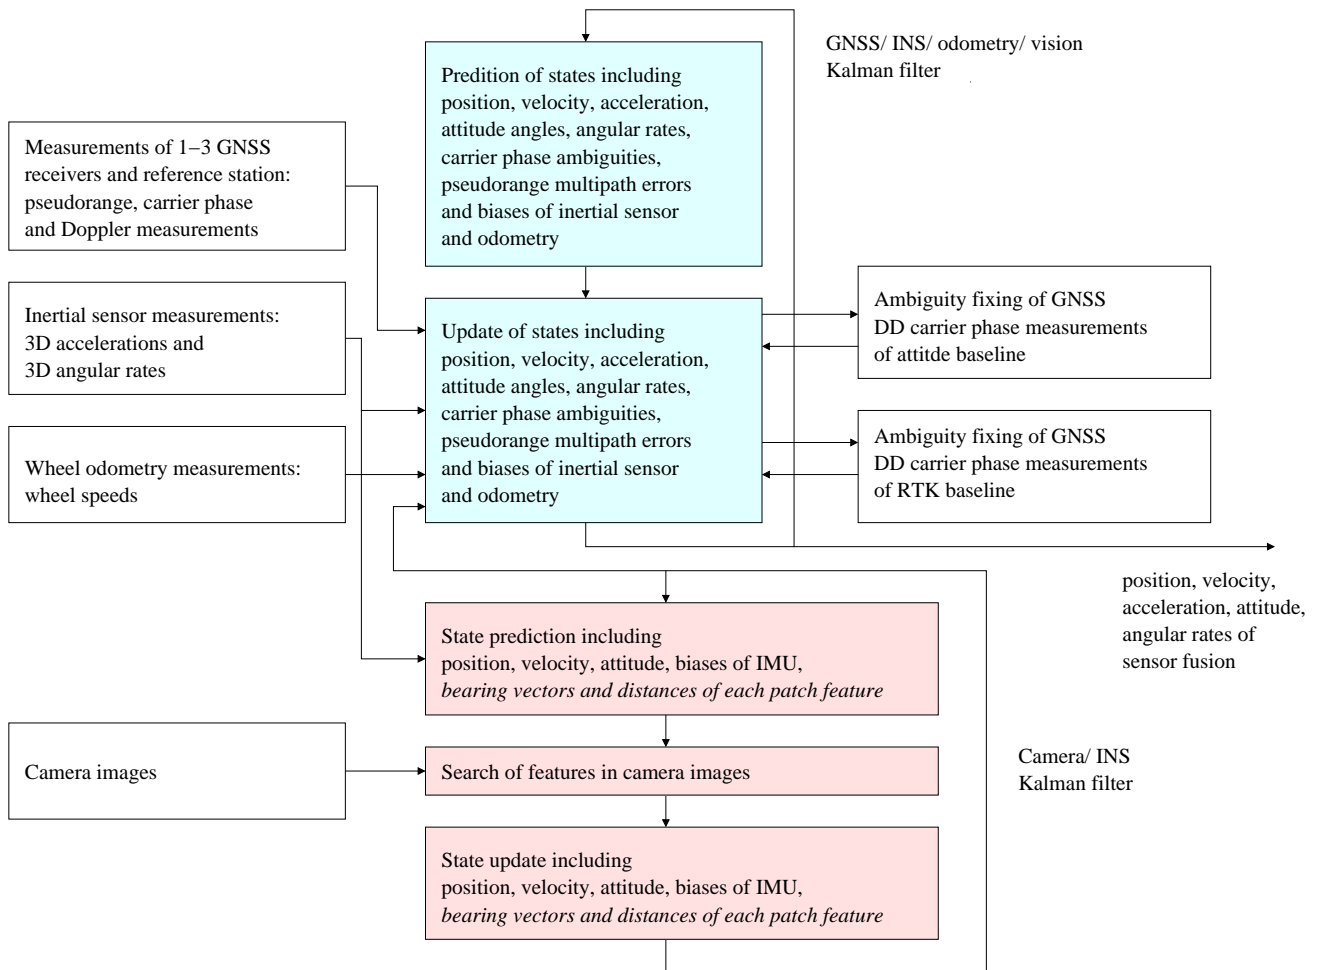 GNSS/ INS/ odometry/ vision
Kalman filter
Predition of states including
position, velocity, acceleration,
attitude angles, angular rates,
carrier phase ambiguities,
pseudorange multipath errors
and biases of inertial sensor
and odometry
Measurements of 1−3 GNSS
receivers and reference station:
pseudorange, carrier phase
and Doppler measurements
Inertial sensor measurements:
3D accelerations and
3D angular rates
Wheel odometry measurements:
wheel speeds
Update of states including
position, velocity, acceleration,
attitude angles, angular rates,
carrier phase ambiguities,
pseudorange multipath errors
and biases of inertial sensor
and odometry
Ambiguity fixing of GNSS
DD carrier phase measurements
of attitde baseline
Ambiguity fixing of GNSS
DD carrier phase measurements
of RTK baseline
position, velocity,
acceleration, attitude,
angular rates of
sensor fusion
State prediction including
position, velocity, attitude, biases of IMU,
bearing vectors and distances of each patch feature
Camera images
Search of features in camera images
Camera/ INS
Kalman filter
State update including
position, velocity, attitude, biases of IMU,
bearing vectors and distances of each patch feature